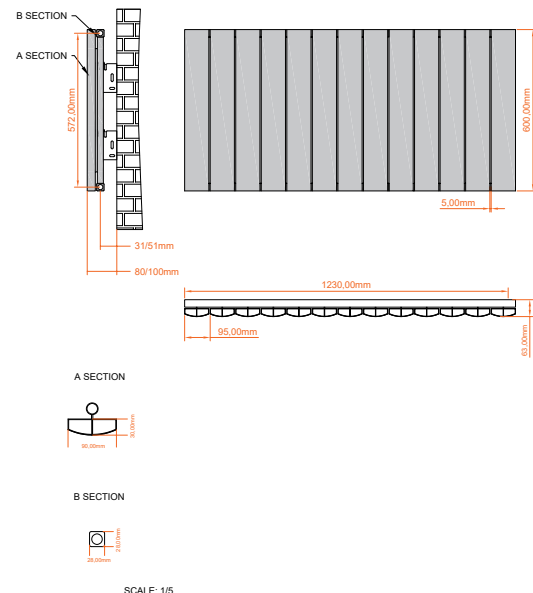 B SECTION
A SECTION
572,00mm
600,00mm
5,00mm
31/51mm
80/100mm
1230,00mm
95,00mm
63,00mm
A SECTION
30,00mm
90,00mm
B SECTION
28,00mm
28,00mm
SCALE: 1/5